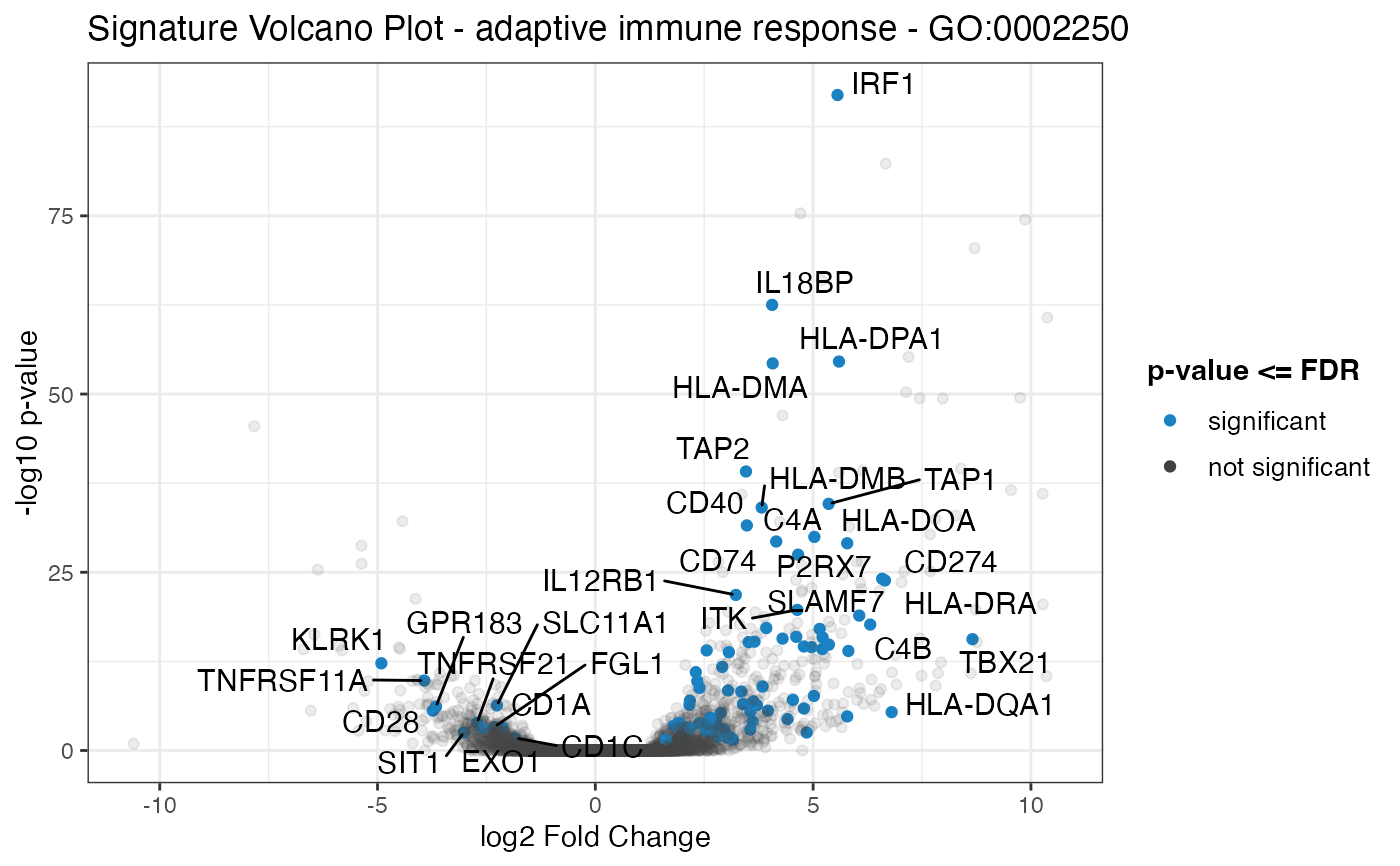 Signature Volcano Plot - adaptive immune response - GO:0002250
IRF1
75
IL18BP
HLA-DPA1
HLA-DMA
50
TAP2
HLA-DMB
TAP1
CD40
C4A
HLA-DOA
CD74
P2RX7
CD274
25
IL12RB1
SLAMF7
HLA-DRA
ITK
GPR183
SLC11A1
KLRK1
C4B
TNFRSF21
FGL1
TBX21
TNFRSF11A
CD1A
HLA-DQA1
CD28
0
CD1C
SIT1
EXO1
-10
-5
0
5
10
log2 Fold Change
-log10 p-value
p-value <= FDR
significant
not significant